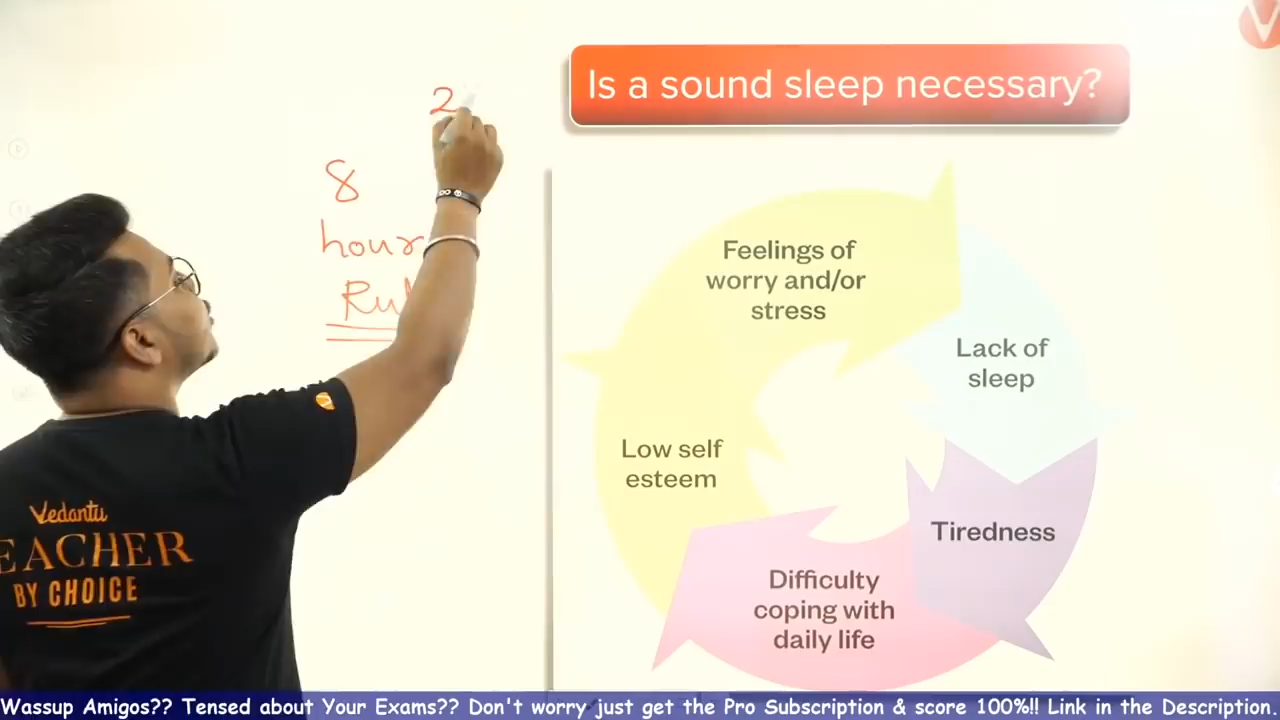 Is a sound sleep necessary?
2
8
hour
Feelings of
worry and/or
stress
Lack of
sleep
Low self
esteem
Tiredness
Difficulty
coping with
daily life
Vedantu
EACHER
BY CHOICE
V
Wassup Amigos?? Tensed about Your Exams?? Don't worry just get the Pro Subscription & score 100%!! Link in the Description.